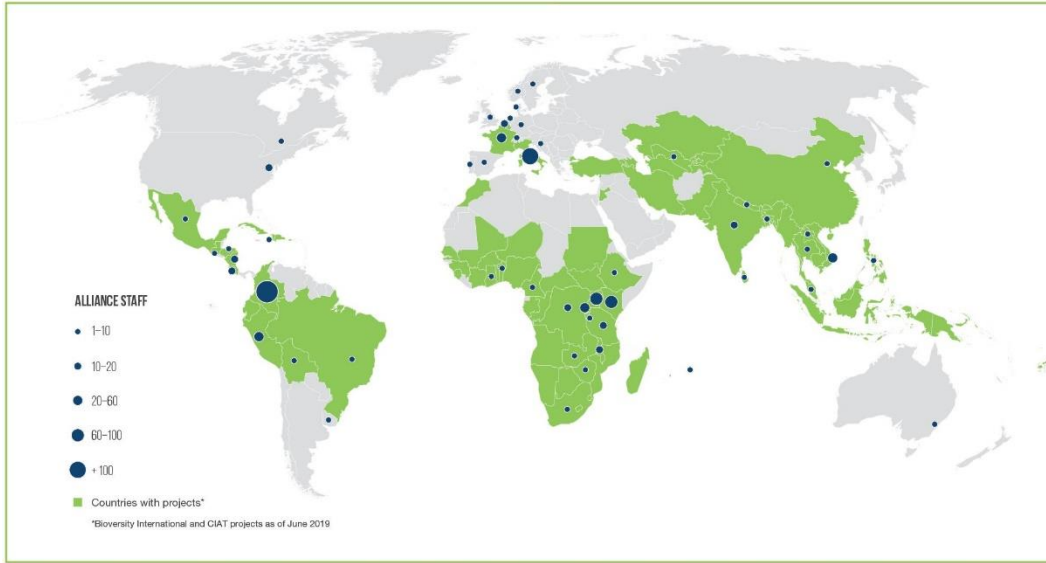 ALLIANCE STAFF
1–10
10–20
20–60
60–100
+ 100
Countries with projects*
*Bioversity International and CIAT projects as of June 2019